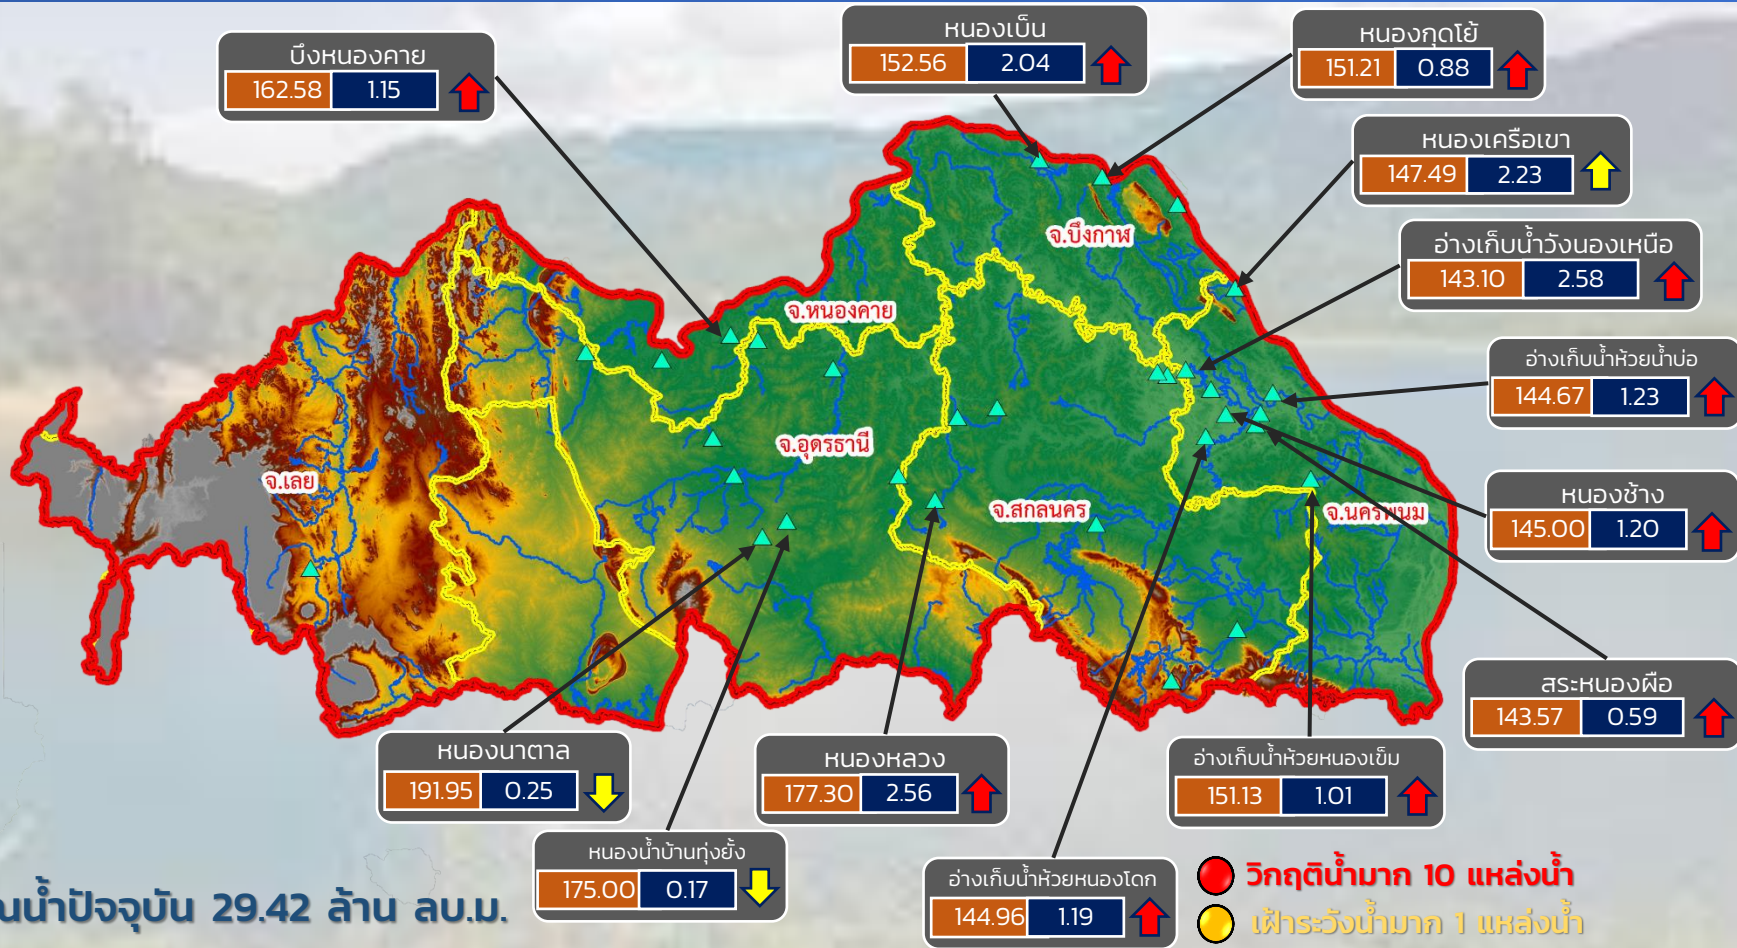 หนองเบ็น
152.56 2.04
หนองกุดโย้
151.21 0.88
บึงหนองคาย
162.58 1.15
หนองเครือเขา
147.49 2.23
อ่างเก็บน้ำวังนองเหนือ
143.10 2.58
อ่างเก็บน้ำห้วยน้ำบ่อ
144.67 1.23
หนองช้าง
145.00 1.20
สระหนองผือ
143.57 0.59
จ.บึงกาฬ
จ.หนองคาย
จ.อุดรธานี
จ.เลย
จ.สกลนคร
จ.นครพนม
หนองนาตาล
191.95 0.25
หนองหลวง
177.30 2.56
อ่างเก็บน้ำห้วยหนองเข็ม
151.13 1.01
หนองน้ำบ้านทุ่งยั้ง
175.00 0.17
อ่างเก็บน้ำห้วยหนองโดก
144.96 1.19
ณน้ำปัจจุบัน 29.42 ล้าน ลบ.ม.
วิกฤติน้ำมาก 10 แหล่งน้ำ
เฝ้าระวังน้ำมาก 1 แหล่งน้ำ